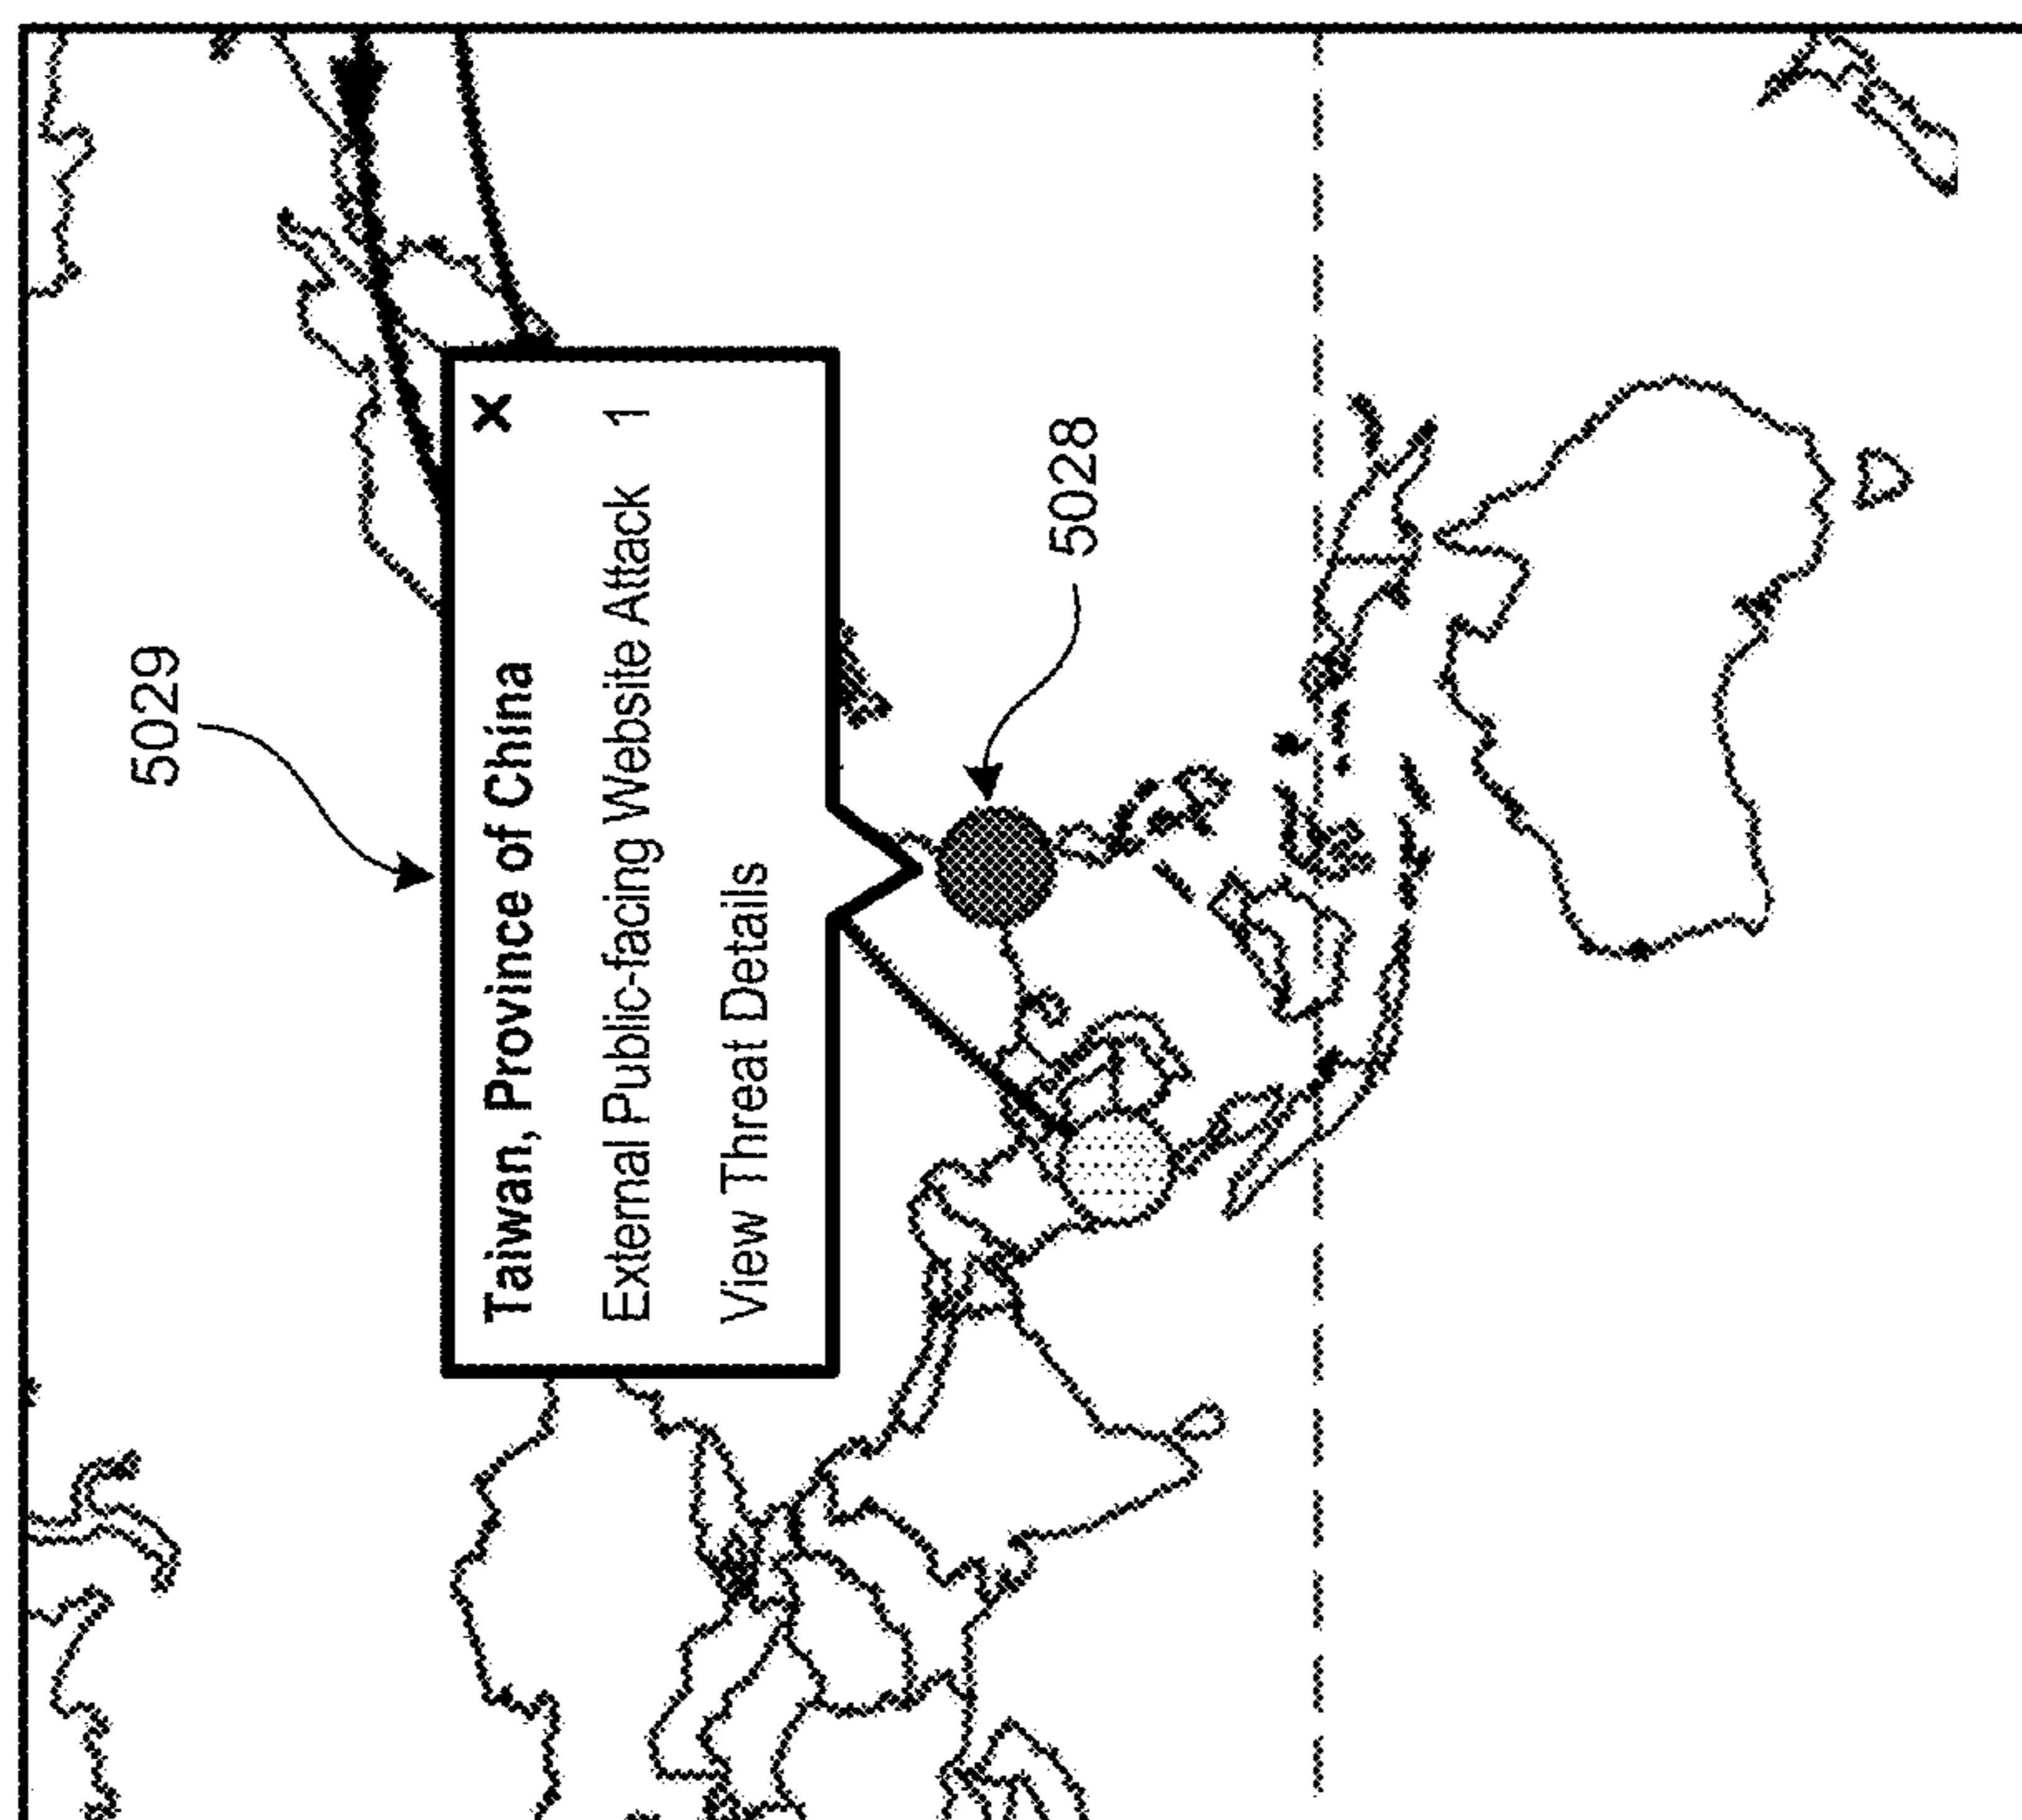 5029
Taiwan, Province of China X
External Public-facing Website Attack 1
View Threat Details
5028